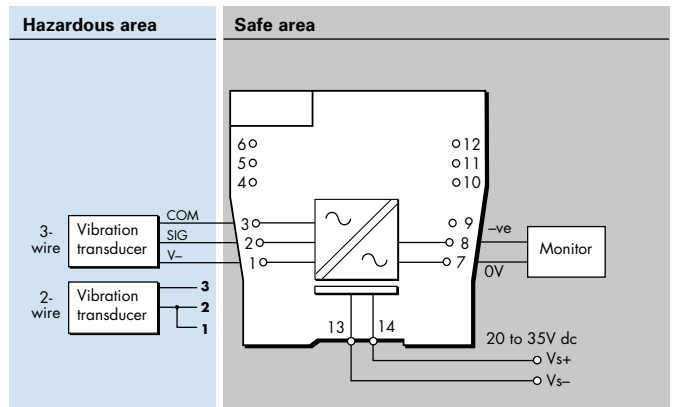 Hazardous area
Safe area
6
5
4
12
11
10
3-
wire
Vibration
transducer
COM
SIG
V–
3
2
1
9
8
7
–ve
0V
Monitor
2-
wire
Vibration
transducer
3
2
1
13
14
20 to 35V dc
Vs+
Vs–